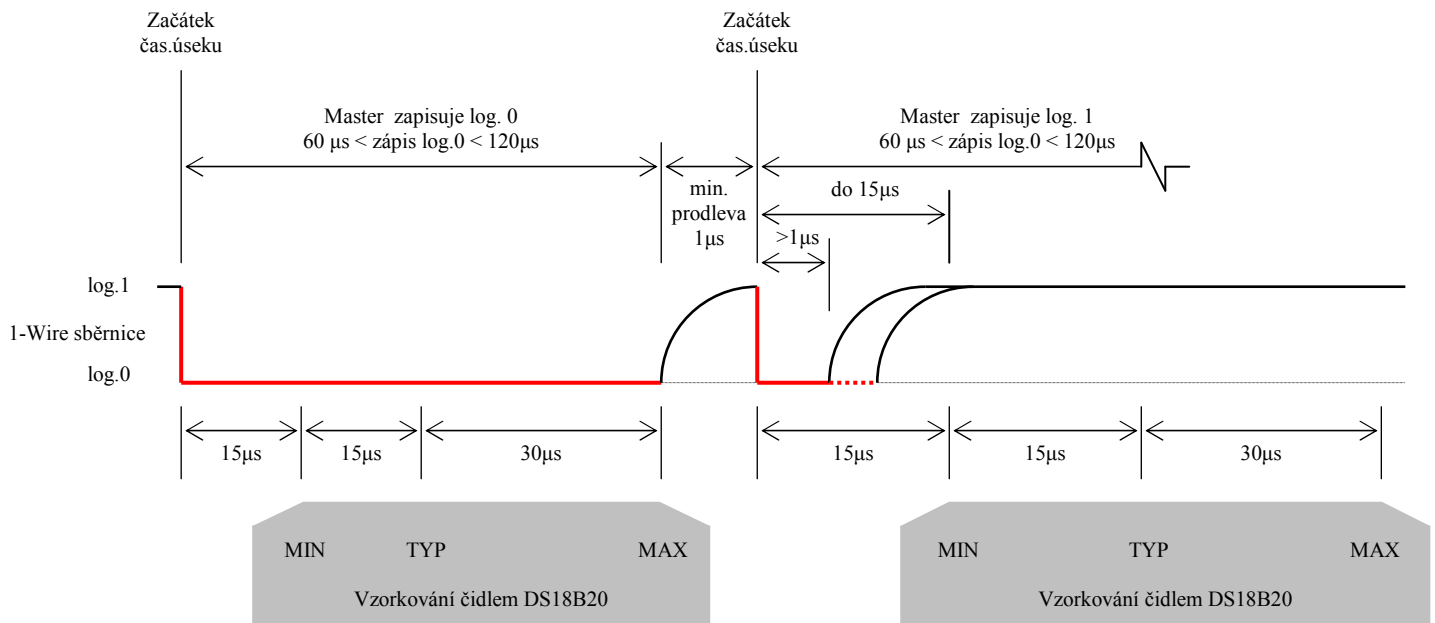 Začátek
čas.úseku
Začátek
čas.úseku
Master  zapisuje log. 0
60 μs < zápis log.0 < 120μs
Master  zapisuje log. 1
60 μs < zápis log.0 < 120μs
min.
prodleva
1μs
do 15μs
>1μs
log.1
1-Wire sběrnice
log.0
15μs
15μs
30μs
15μs
15μs
30μs
MIN
TYP
MAX
Vzorkování čidlem DS18B20
MIN
TYP
MAX
Vzorkování čidlem DS18B20